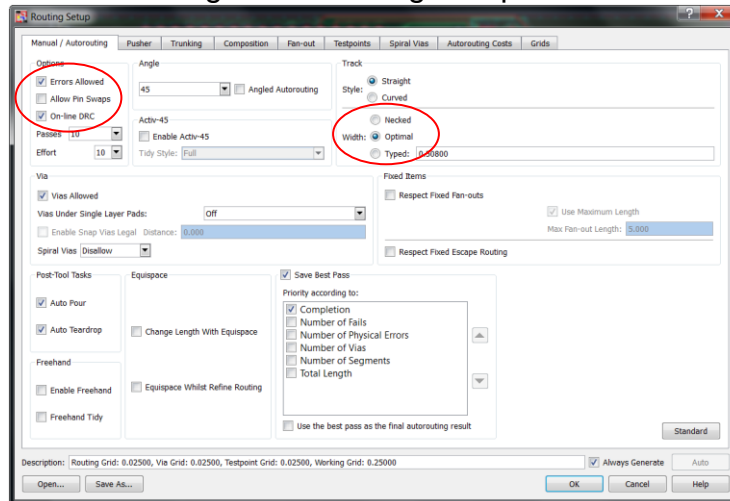 Routing Setup
Manual / Autorouting Pusher Trunking Composition Fan-out Testpoints Spiral Vias Autorouting Costs Grids
Options
Errors Allowed
Allow Pin Swaps
On-line DRC
Passes 10
Effort 10
Angle
45 Angled Autorouting
Activ-45
Enable Activ-45
Tidy Style: Full
Track
Style: Straight
Curved
Necked
Width: Optimal
Typed: 0.50800
Via
Vias Allowed
Vias Under Single Layer Pads: Off
Enable Snap Vias Legal Distance: 0.000
Spiral Vias Disallow
Fixed Items
Respect Fixed Fan-outs
Use Maximum Length
Max Fan-out Length: 5.000
Respect Fixed Escape Routing
Post-Tool Tasks
Auto Pour
Auto Teardrop
Freehand
Enable Freehand
Freehand Tidy
Equispace
Change Length With Equispace
Equispace Whilst Refine Routing
Save Best Pass
Priority according to:
Completion
Number of Fails
Number of Physical Errors
Number of Vias
Number of Segments
Total Length
Use the best pass as the final autorouting result
Standard
Description: Routing Grid: 0.02500, Via Grid: 0.02500, Testpoint Grid: 0.02500, Working Grid: 0.25000
Always Generate Auto
Open... Save As... OK Cancel Help